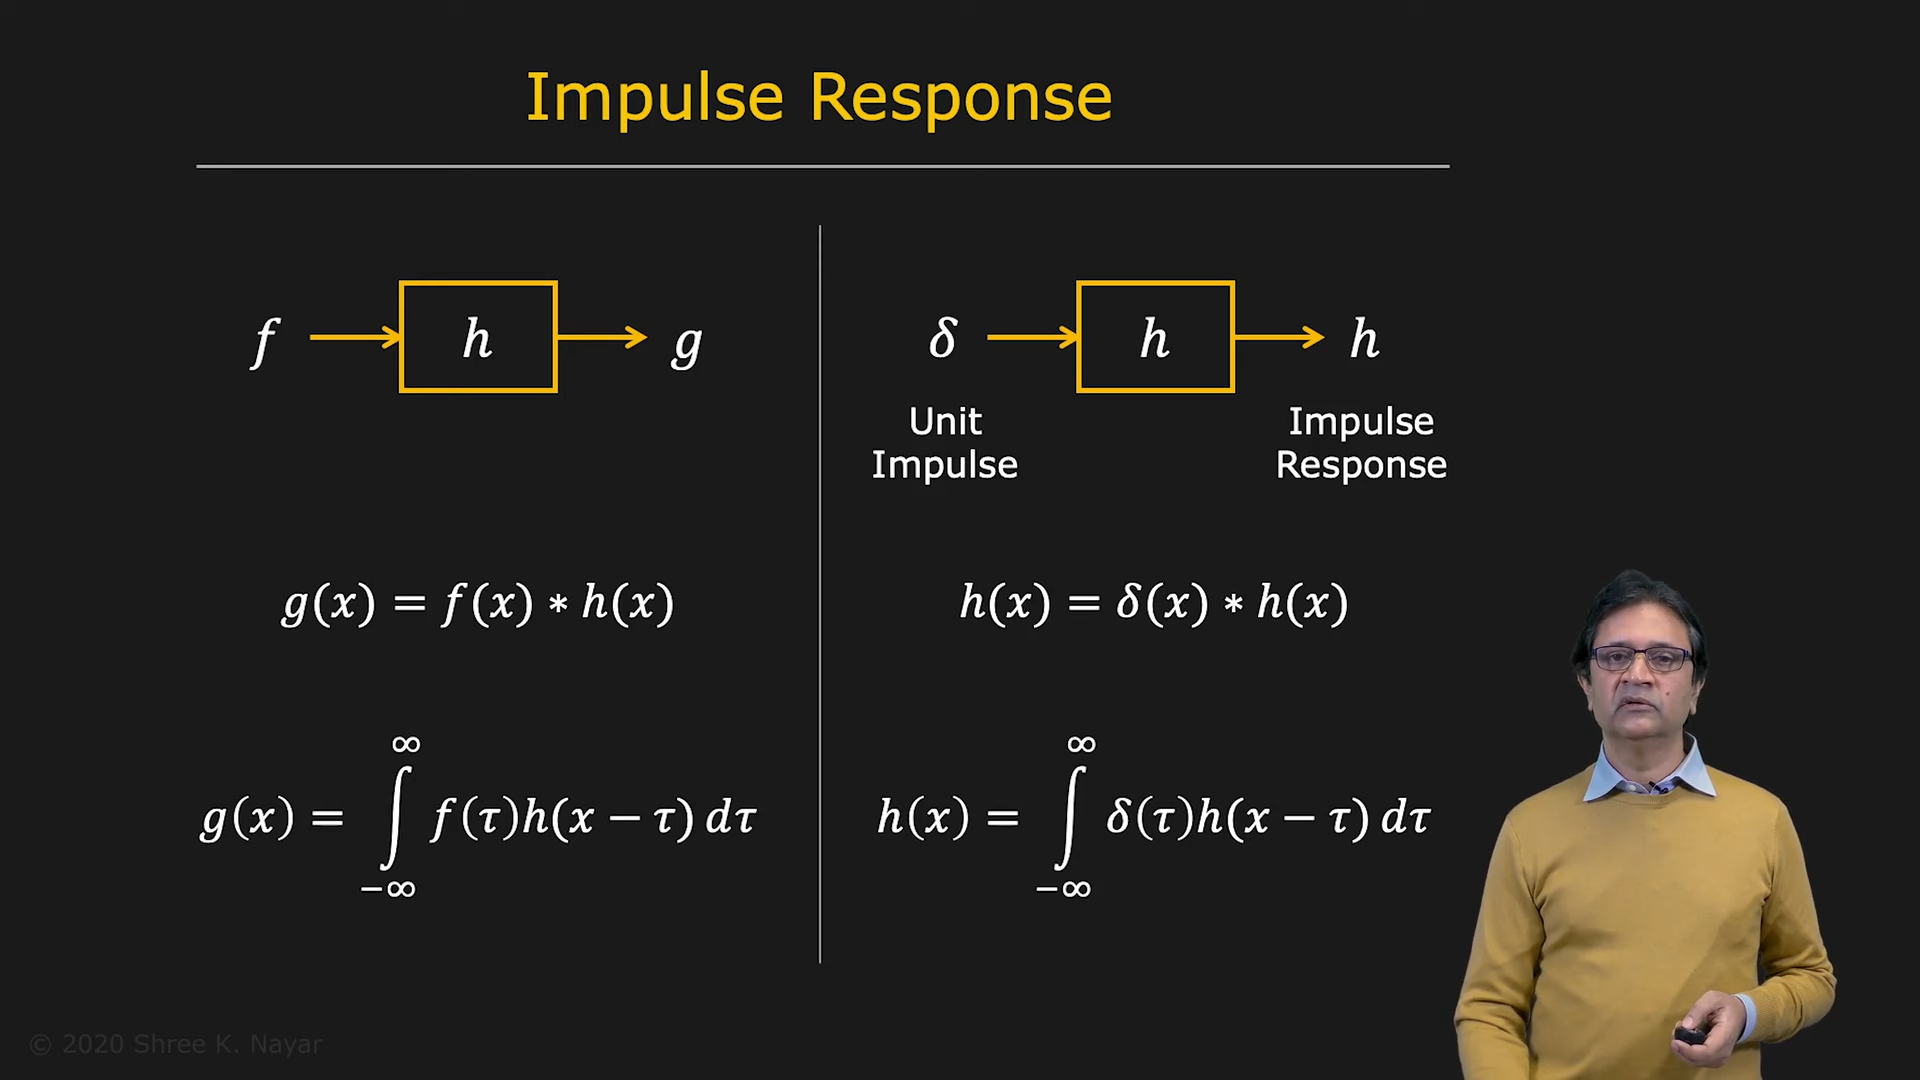 Impulse Response
f h g
δ h h
Unit
Impulse
Impulse
Response
g(x) = f(x) ∗ h(x)
h(x) = δ(x) ∗ h(x)
g(x) = ∫_{−∞}^{∞} f(τ)h(x − τ) dτ
h(x) = ∫_{−∞}^{∞} δ(τ)h(x − τ) dτ
© 2020 Shree K. Nayar